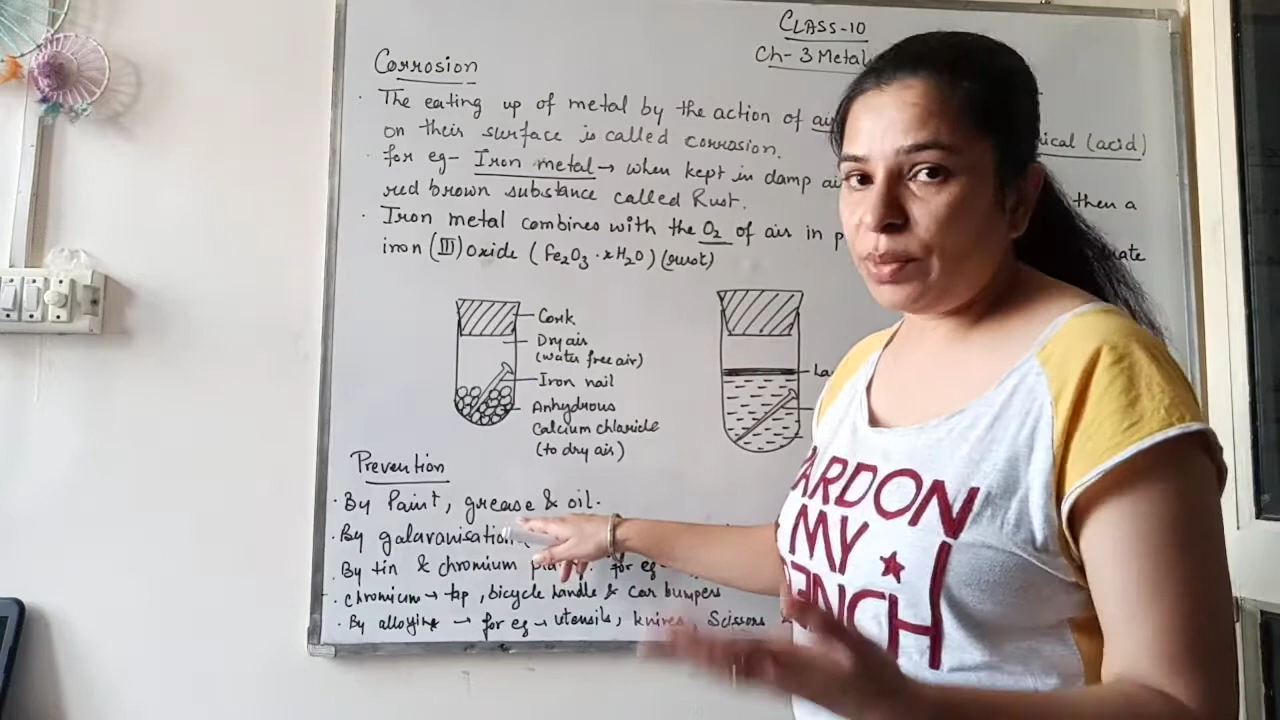 CLASS-10
Ch- 3 Metal
Corrosion
· The eating up of metal by the action of
ical (acid)
on their surface is called corrosion.
· for eg- Iron metal → when kept in damp
then a
red brown substance called Rust.
· Iron metal combines with the O₂ of air in
iron (III) Oxide (Fe₂O₃·xH₂O) (rust)
Cork
Dry air
(water free air)
Iron nail
Anhydrous
Calcium chloride
(to dry air)
Prevention
· By Paint, grease & oil.
· By galavanisation
· By tin & chromium for eg
· chromium → tap, bicycle handle & car bumpers
· By alloying → for eg → utensils, knives, Scissors
PARDON
MY
FRENCH